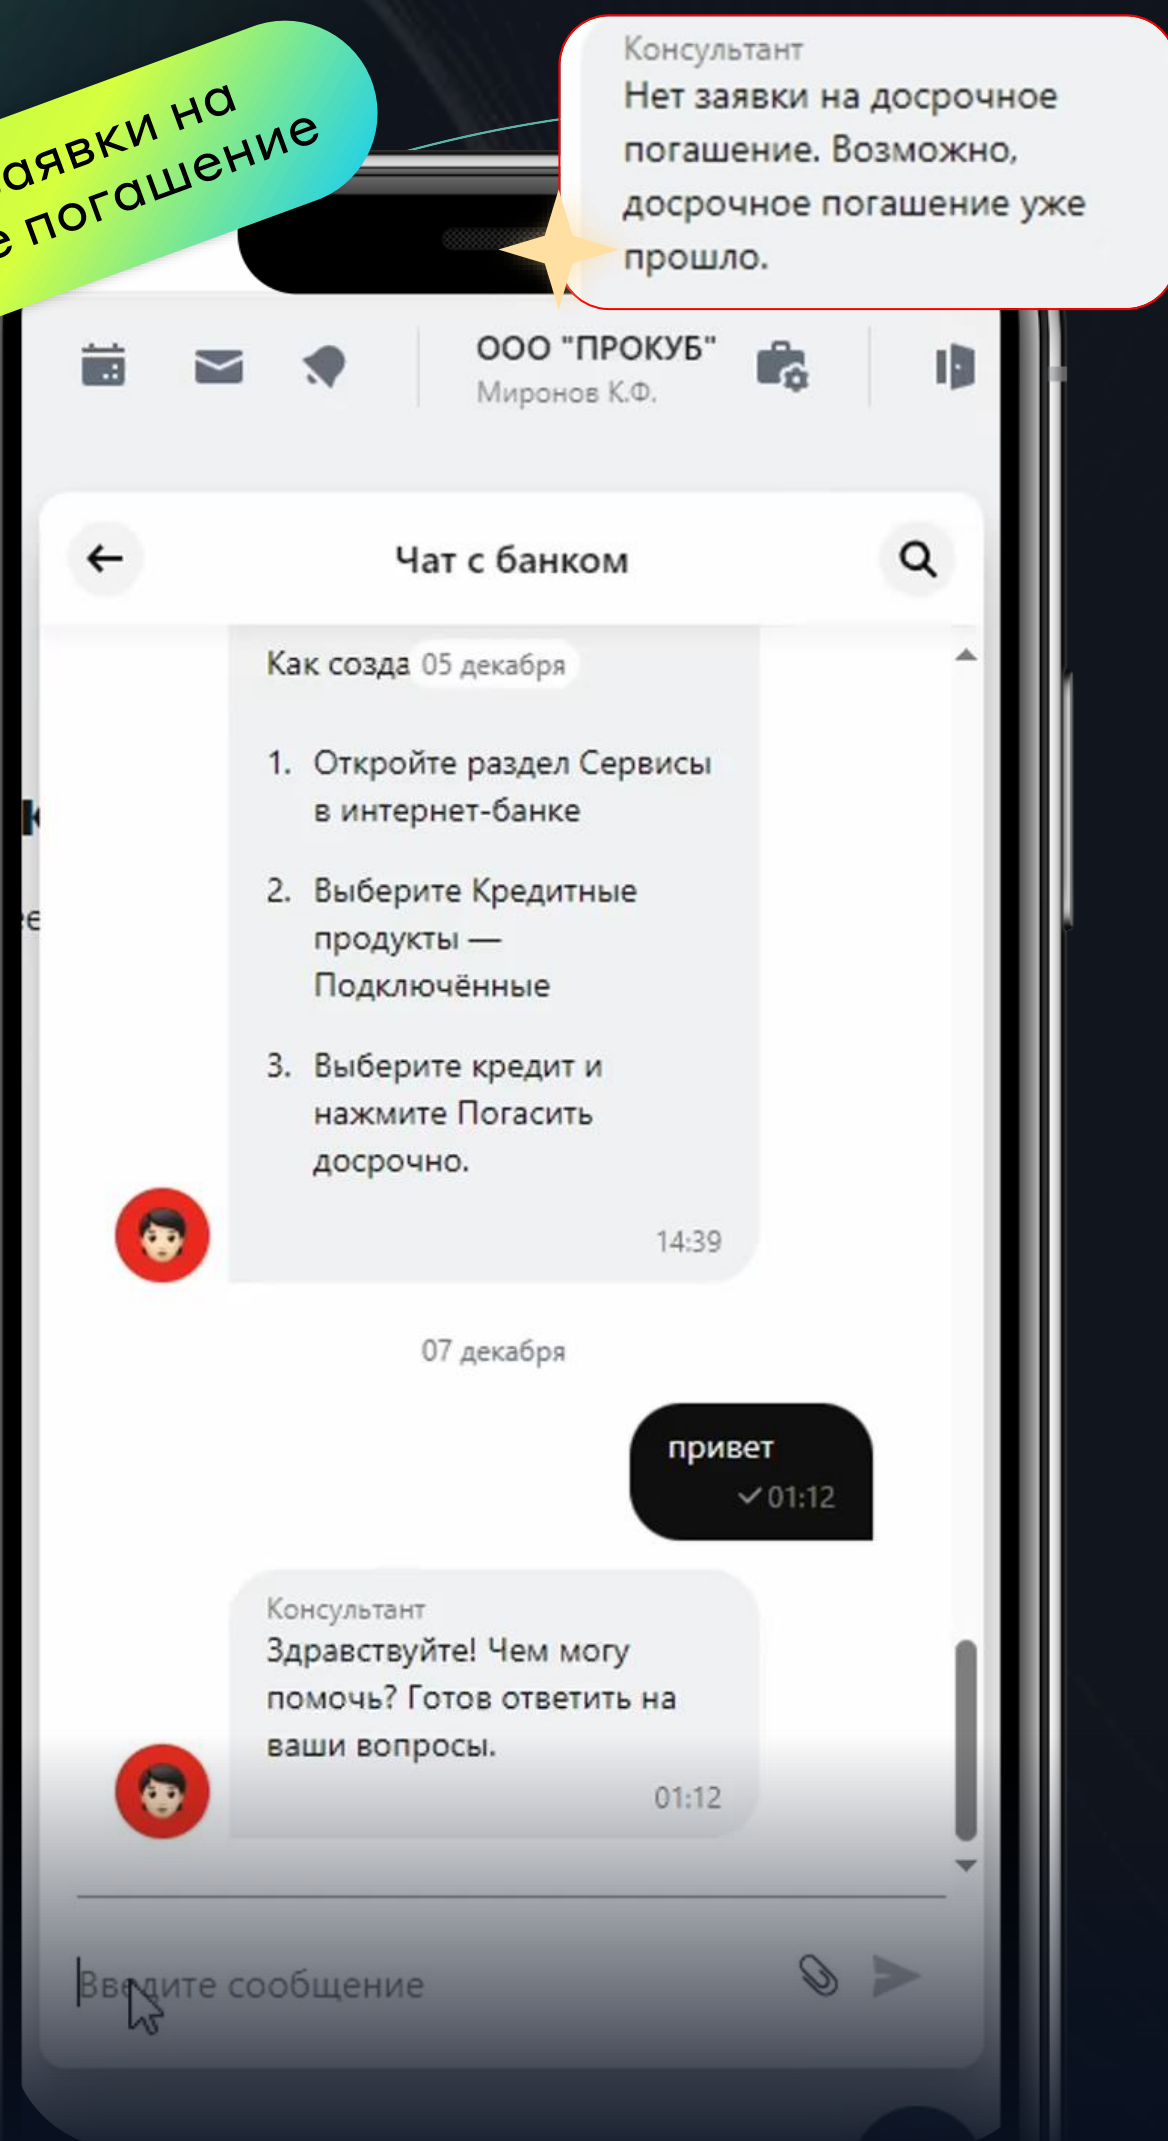 аявки на
е погашение
Консультант
Нет заявки на досрочное
погашение. Возможно,
досрочное погашение уже
прошло.
ООО "ПРОКУБ"
Миронов К.Ф.
Чат с банком
Как созда
05 декабря
1. Откройте раздел Сервисы
в интернет-банке
2. Выберите Кредитные
продукты —
Подключённые
3. Выберите кредит и
нажмите Погасить
досрочно.
14:39
07 декабря
привет
01:12
Консультант
Здравствуйте! Чем могу
помочь? Готов ответить на
ваши вопросы.
01:12
Введите сообщение